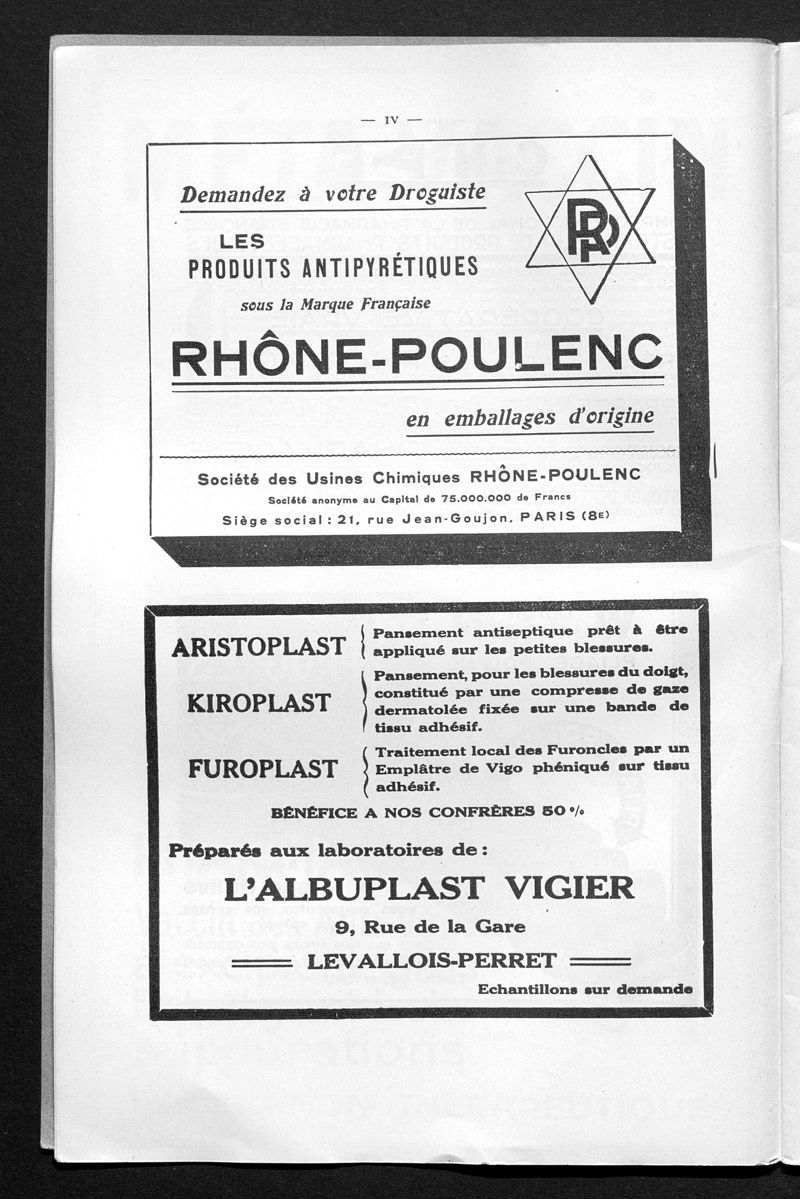 — IV —
Demandez à votre Droguiste
LES
PRODUITS ANTIPYRÉTIQUES
sous la Marque Française
RHÔNE-POULENC
en emballages d'origine
Société des Usines Chimiques RHÔNE-POULENC
Société anonyme au Capital de 75.000.000 de Francs
Siège social : 21, rue Jean-Goujon, PARIS (8E)
ARISTOPLAST
Pansement antiseptique prêt à être
appliqué sur les petites blessures.
KIROPLAST
Pansement, pour les blessures du doigt,
constitué par une compresse de gaze
dermatolée fixée sur une bande de
tissu adhésif.
FUROPLAST
Traitement local des Furoncles par un
Emplâtre de Vigo phéniqué sur tissu
adhésif.
BÉNÉFICE A NOS CONFRÈRES 50 %
Préparés aux laboratoires de :
L'ALBUPLAST VIGIER
9, Rue de la Gare
LEVALLOIS-PERRET
Echantillons sur demande